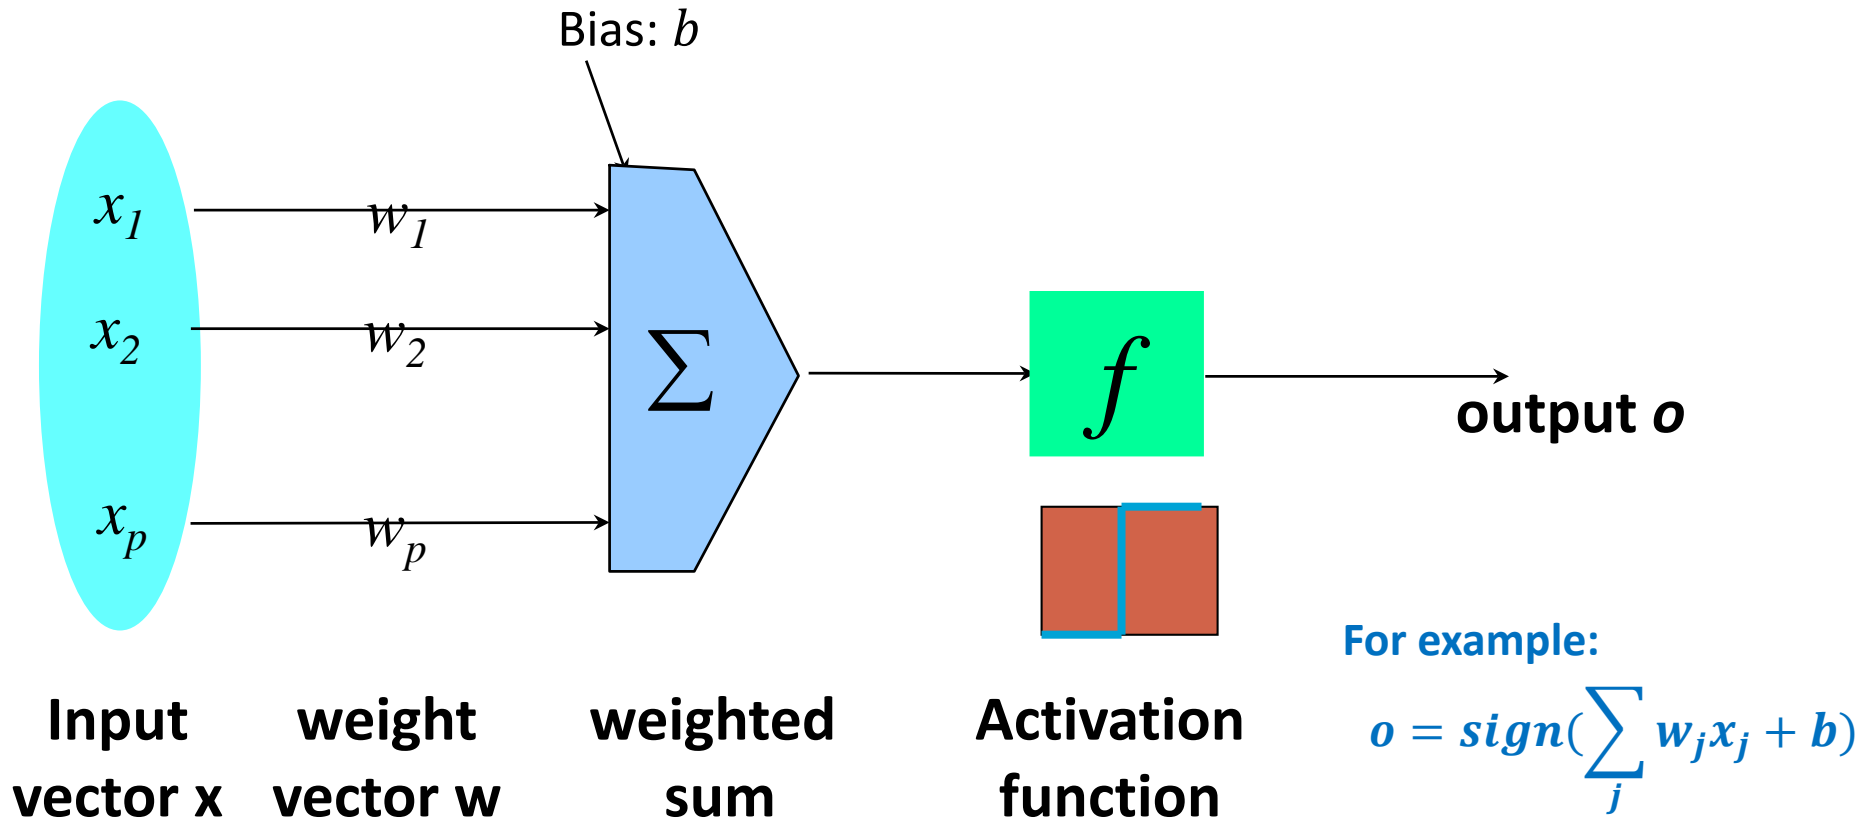 Bias: b
x1
w1
x2
w2
Σ
f
output o
xp
wp
For example:
o = sign(∑j wjxj + b)
Input
vector x
weight
vector w
weighted
sum
Activation
function